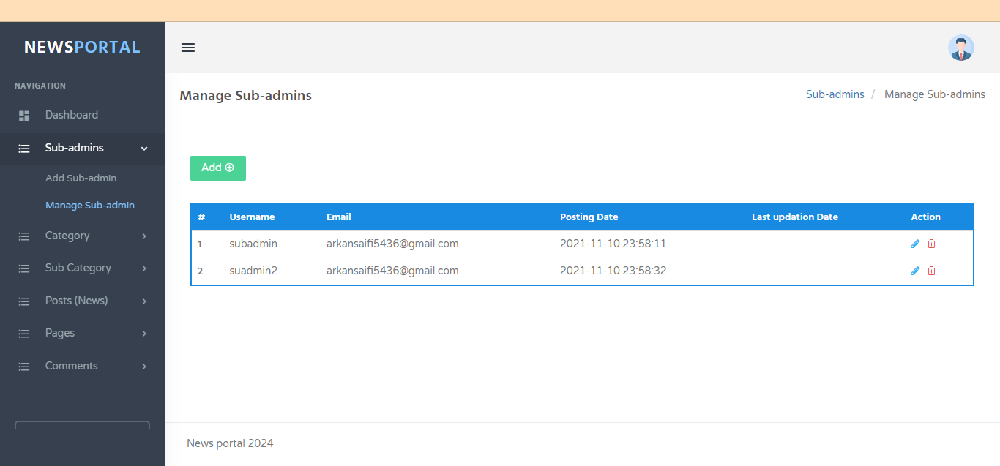 NEWSPORTAL
NAVIGATION
Dashboard
Sub-admins
Add Sub-admin
Manage Sub-admin
Category
Sub Category
Posts (News)
Pages
Comments
Manage Sub-admins
Sub-admins / Manage Sub-admins
Add
# Username Email Posting Date Last updation Date Action
1 subadmin arkansaifi5436@gmail.com 2021-11-10 23:58:11
2 suadmin2 arkansaifi5436@gmail.com 2021-11-10 23:58:32
News portal 2024